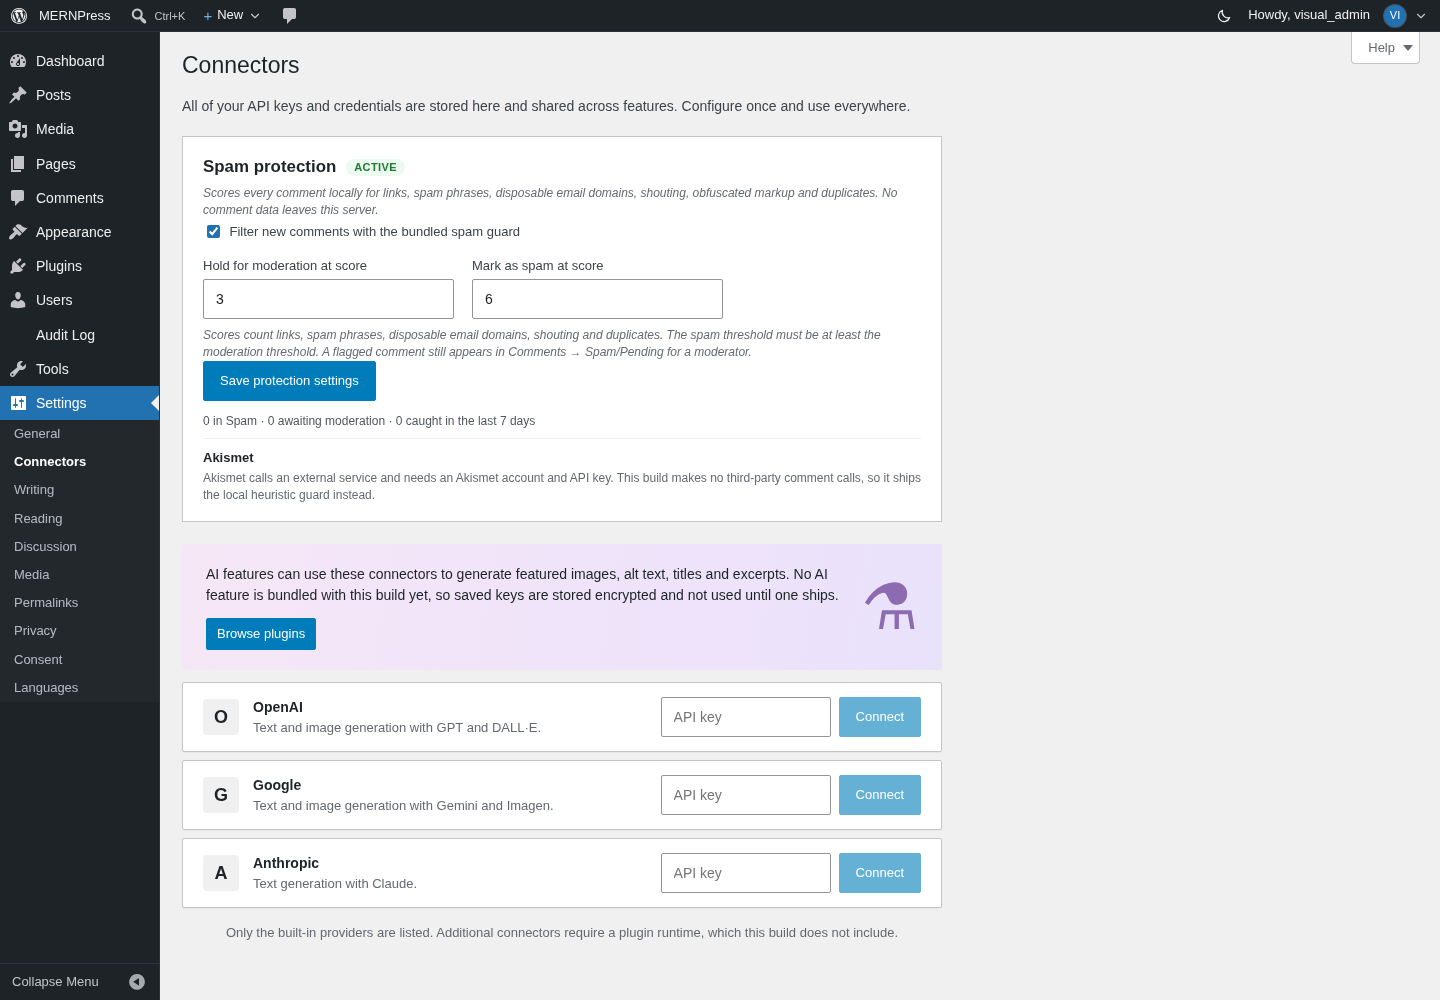 MERNPress
Ctrl+K
+ New
Howdy, visual_admin
VI
Help
Dashboard
Posts
Media
Pages
Comments
Appearance
Plugins
Users
Audit Log
Tools
Settings
General
Connectors
Writing
Reading
Discussion
Media
Permalinks
Privacy
Consent
Languages
Collapse Menu
Connectors
All of your API keys and credentials are stored here and shared across features. Configure once and use everywhere.
Spam protection ACTIVE
Scores every comment locally for links, spam phrases, disposable email domains, shouting, obfuscated markup and duplicates. No
comment data leaves this server.
Filter new comments with the bundled spam guard
Hold for moderation at score
Mark as spam at score
3
6
Scores count links, spam phrases, disposable email domains, shouting and duplicates. The spam threshold must be at least the
moderation threshold. A flagged comment still appears in Comments → Spam/Pending for a moderator.
Save protection settings
0 in Spam · 0 awaiting moderation · 0 caught in the last 7 days
Akismet
Akismet calls an external service and needs an Akismet account and API key. This build makes no third-party comment calls, so it ships
the local heuristic guard instead.
AI features can use these connectors to generate featured images, alt text, titles and excerpts. No AI
feature is bundled with this build yet, so saved keys are stored encrypted and not used until one ships.
Browse plugins
O
OpenAI
Text and image generation with GPT and DALL·E.
API key
Connect
G
Google
Text and image generation with Gemini and Imagen.
API key
Connect
A
Anthropic
Text generation with Claude.
API key
Connect
Only the built-in providers are listed. Additional connectors require a plugin runtime, which this build does not include.